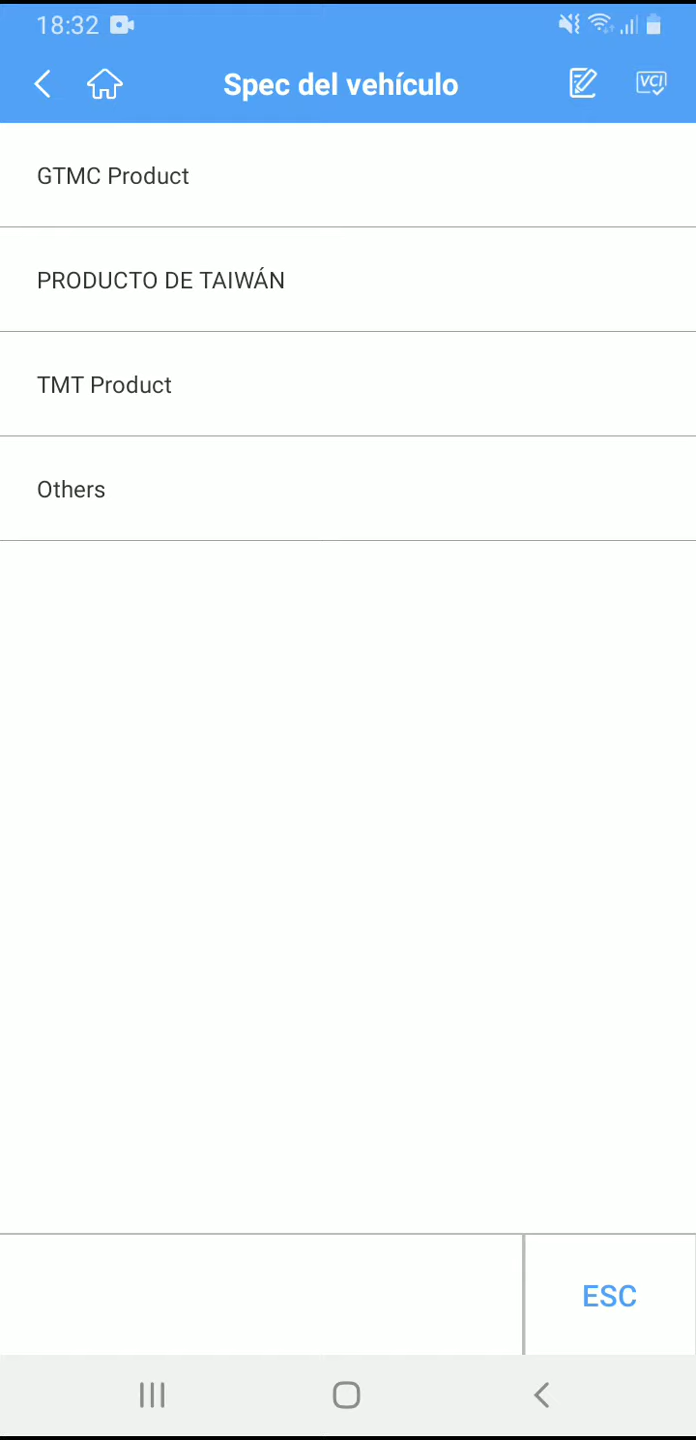 18:32
Spec del vehículo
VCI
GTMC Product
PRODUCTO DE TAIWÁN
TMT Product
Others
ESC